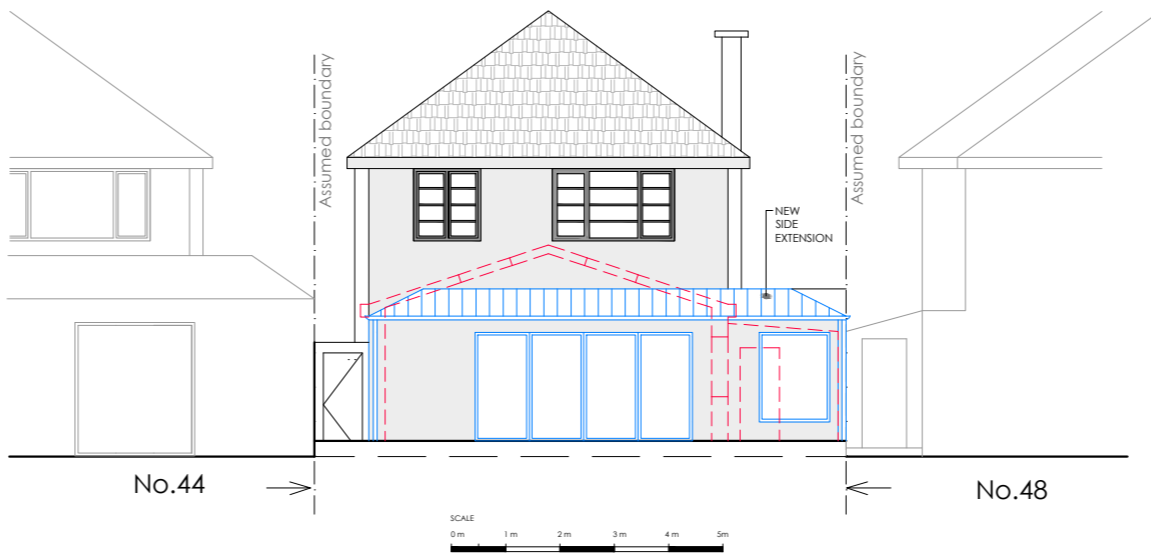 Assumed boundary
Assumed boundary
NEW
SIDE
EXTENSION
No.44
No.48
SCALE
0 m 1 m 2 m 3 m 4 m 5m